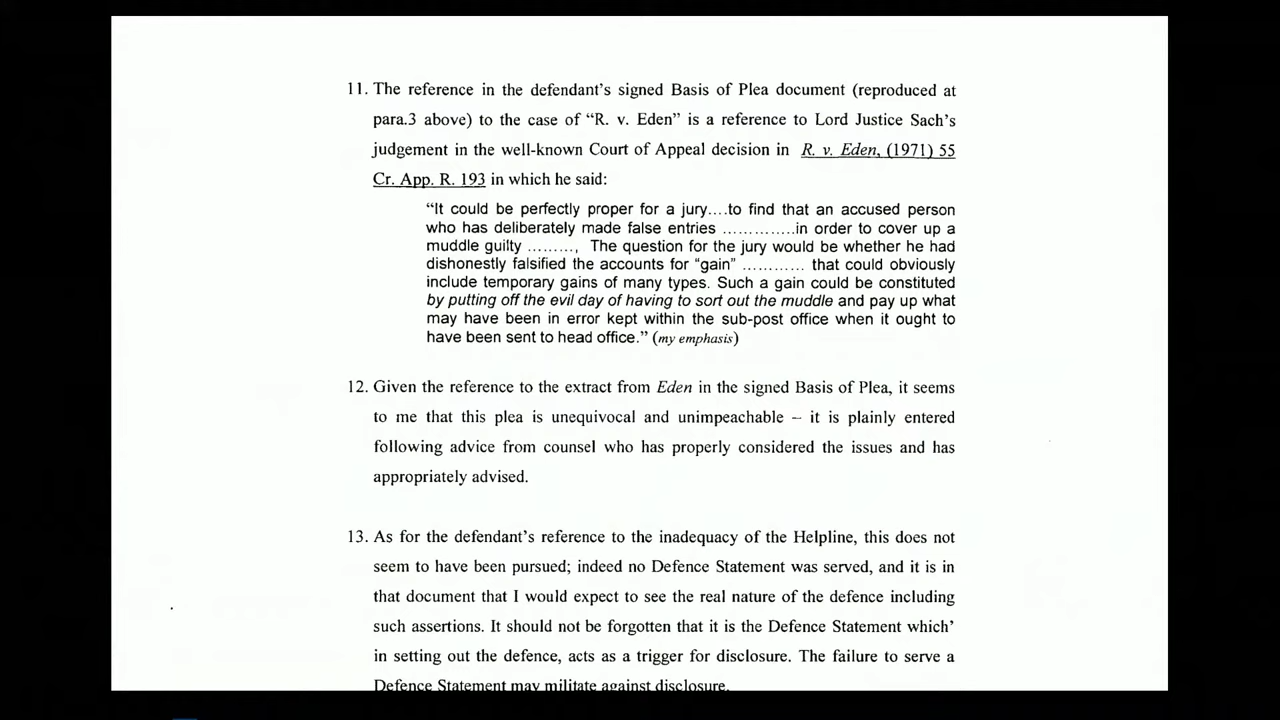 11. The reference in the defendant's signed Basis of Plea document (reproduced at
para.3 above) to the case of “R. v. Eden” is a reference to Lord Justice Sach's
judgement in the well-known Court of Appeal decision in R. v. Eden, (1971) 55
Cr. App. R. 193 in which he said:
“It could be perfectly proper for a jury....to find that an accused person
who has deliberately made false entries .............in order to cover up a
muddle guilty ........., The question for the jury would be whether he had
dishonestly falsified the accounts for “gain” ............ that could obviously
include temporary gains of many types. Such a gain could be constituted
by putting off the evil day of having to sort out the muddle and pay up what
may have been in error kept within the sub-post office when it ought to
have been sent to head office.” (my emphasis)
12. Given the reference to the extract from Eden in the signed Basis of Plea, it seems
to me that this plea is unequivocal and unimpeachable – it is plainly entered
following advice from counsel who has properly considered the issues and has
appropriately advised.
13. As for the defendant's reference to the inadequacy of the Helpline, this does not
seem to have been pursued; indeed no Defence Statement was served, and it is in
that document that I would expect to see the real nature of the defence including
such assertions. It should not be forgotten that it is the Defence Statement which'
in setting out the defence, acts as a trigger for disclosure. The failure to serve a
Defence Statement may militate against disclosure.